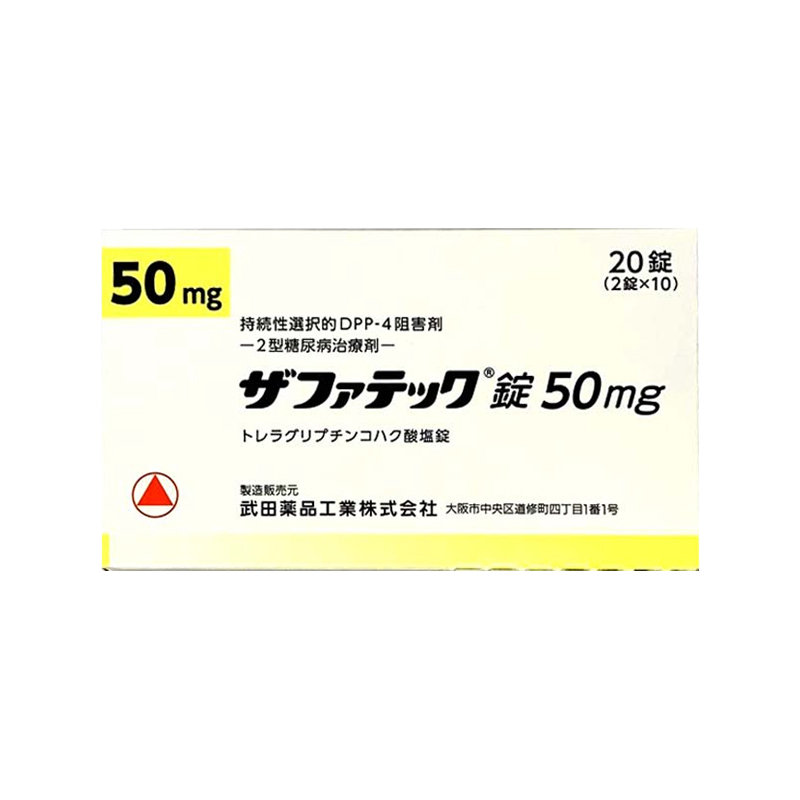 50 mg
20錠
(2錠×10)
持続性選択的DPP-4阻害剤
―2型糖尿病治療剤―
ザファテック®錠 50mg
トレラグリプチンコハク酸塩錠
製造販売元
武田薬品工業株式会社 大阪市中央区道修町四丁目1番1号